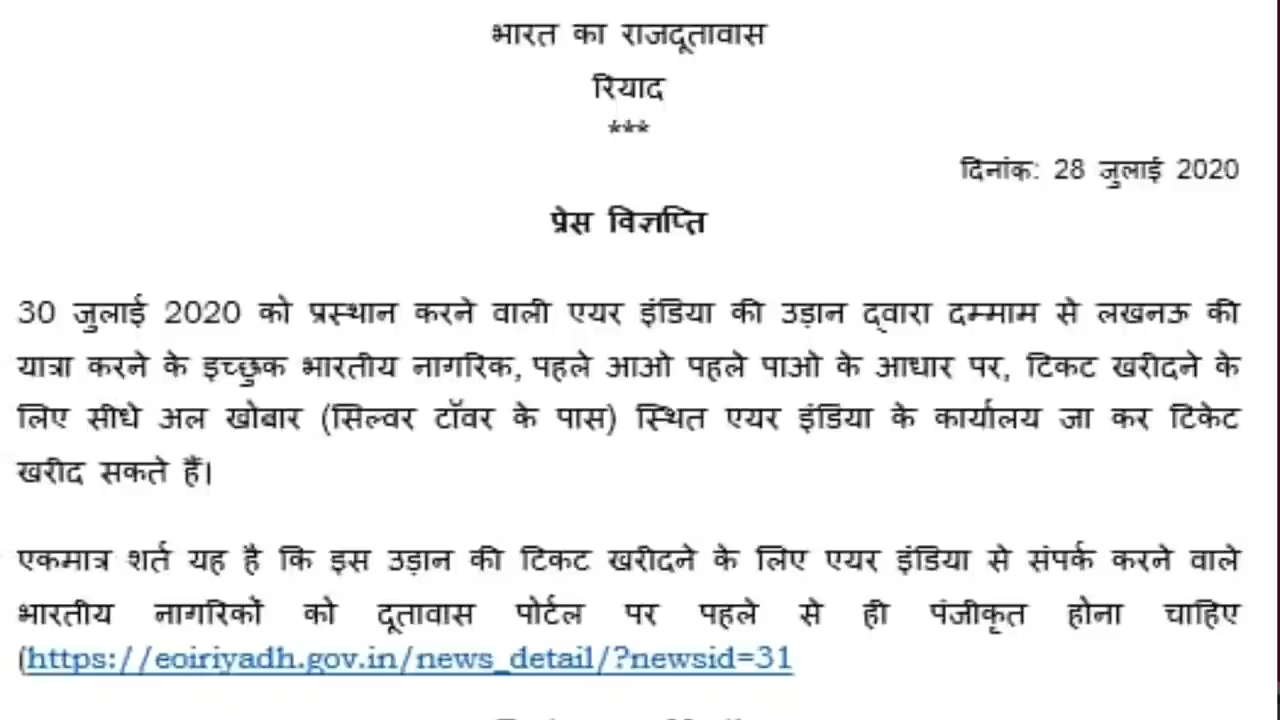 भारत का राजदूतावास
रियाद
***
दिनांक: 28 जुलाई 2020
प्रेस विज्ञप्ति
30 जुलाई 2020 को प्रस्थान करने वाली एयर इंडिया की उड़ान द्वारा दम्माम से लखनऊ की
यात्रा करने के इच्छुक भारतीय नागरिक, पहले आओ पहले पाओ के आधार पर, टिकट खरीदने के
लिए सीधे अल खोबार (सिल्वर टॉवर के पास) स्थित एयर इंडिया के कार्यालय जा कर टिकेट
खरीद सकते हैं।
एकमात्र शर्त यह है कि इस उड़ान की टिकट खरीदने के लिए एयर इंडिया से संपर्क करने वाले
भारतीय नागरिकों को दूतावास पोर्टल पर पहले से ही पंजीकृत होना चाहिए
(https://eoiriyadh.gov.in/news_detail/?newsid=31